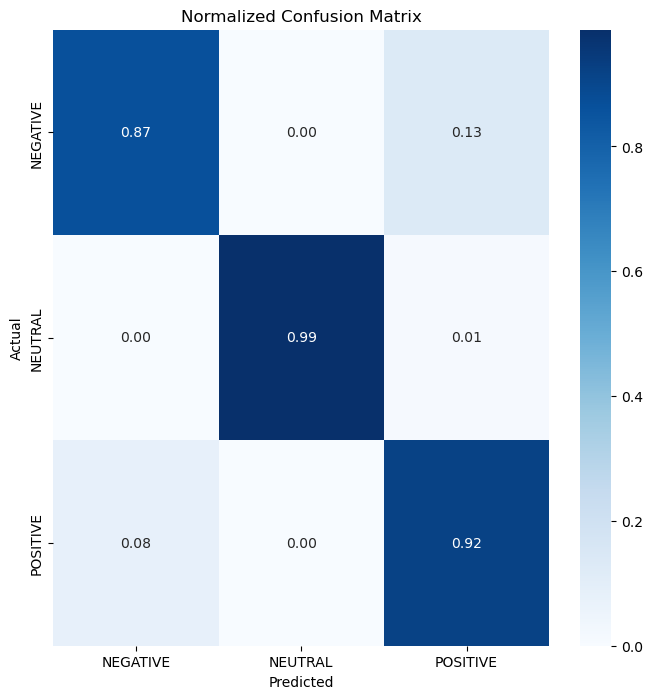 Normalized Confusion Matrix
NEGATIVE
0.87
0.00
0.13
0.8
Actual
NEUTRAL
0.00
0.99
0.01
0.6
0.4
POSITIVE
0.08
0.00
0.92
0.2
0.0
NEGATIVE
NEUTRAL
POSITIVE
Predicted